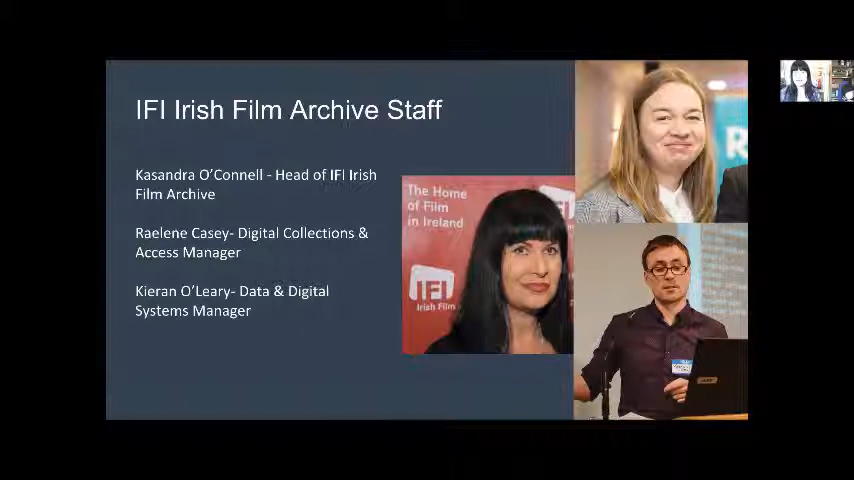 IFI Irish Film Archive Staff
Kasandra O'Connell - Head of IFI Irish
Film Archive
Raelene Casey- Digital Collections &
Access Manager
Kieran O'Leary- Data & Digital
Systems Manager
The Home
of Film
in Ireland
IFI
Irish Film
R